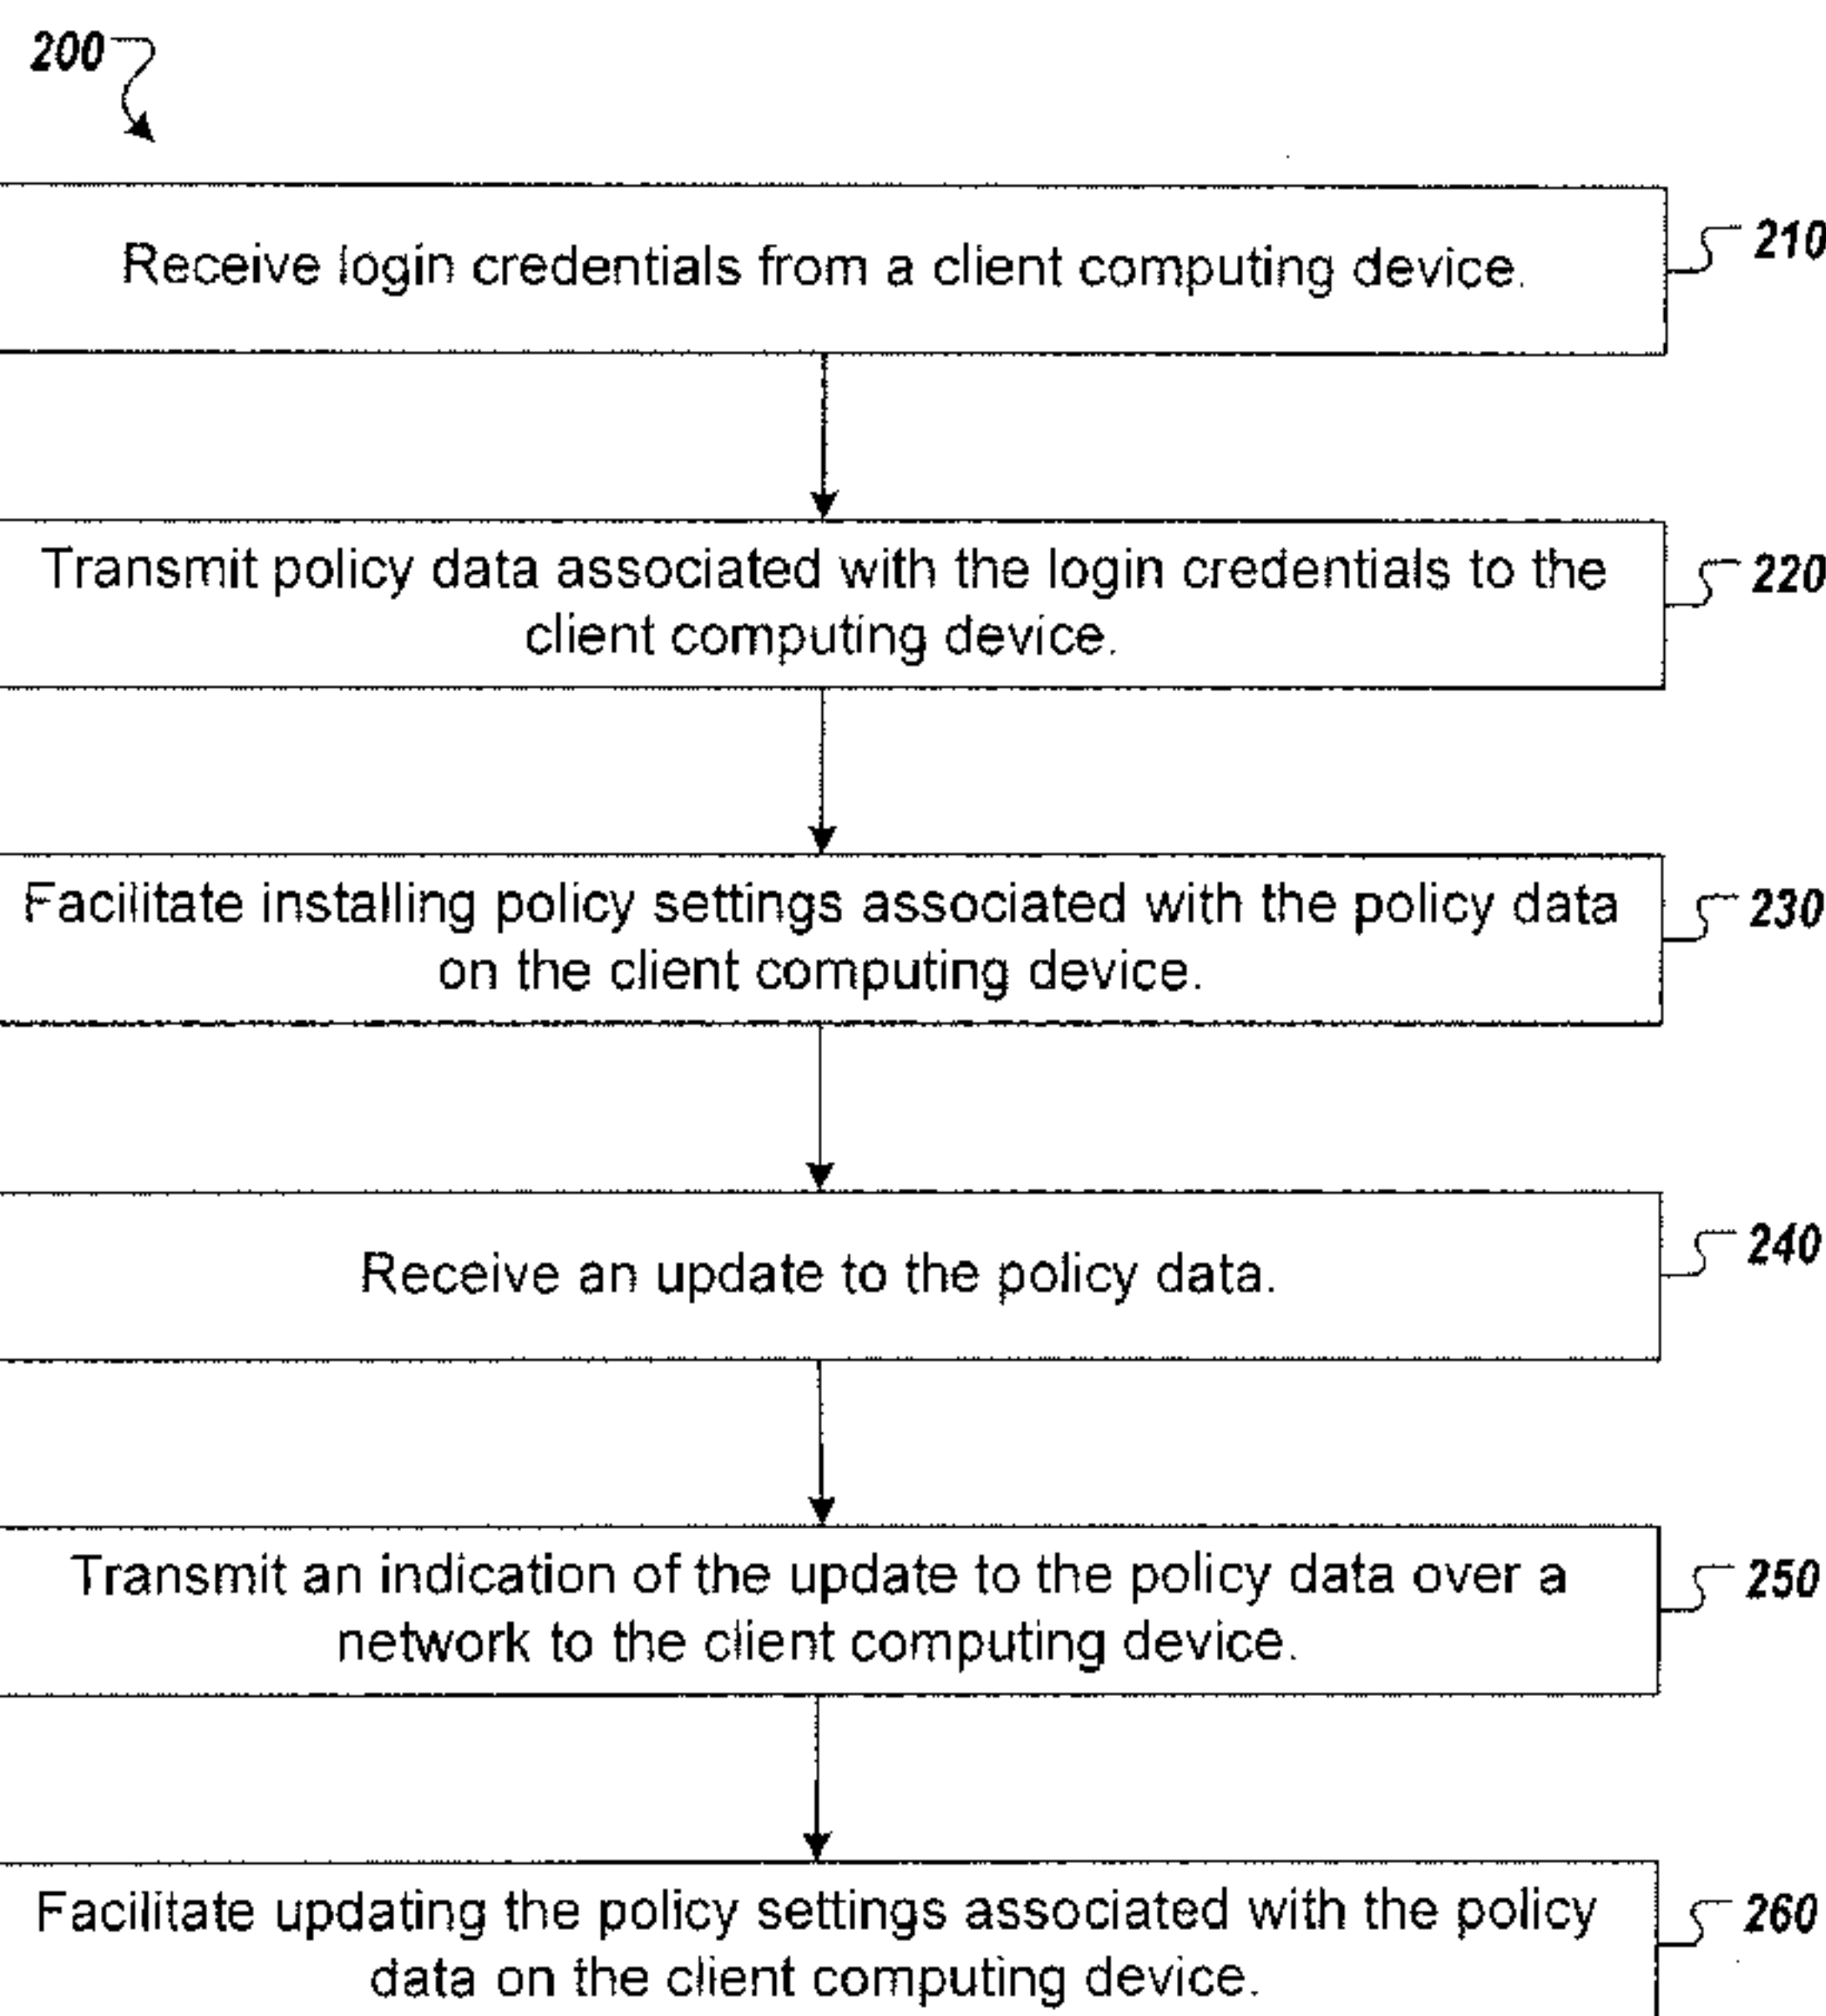 200
Receive login credentials from a client computing device.
210
Transmit policy data associated with the login credentials to the
client computing device.
220
Facilitate installing policy settings associated with the policy data
on the client computing device.
230
Receive an update to the policy data.
240
Transmit an indication of the update to the policy data over a
network to the client computing device.
250
Facilitate updating the policy settings associated with the policy
data on the client computing device.
260